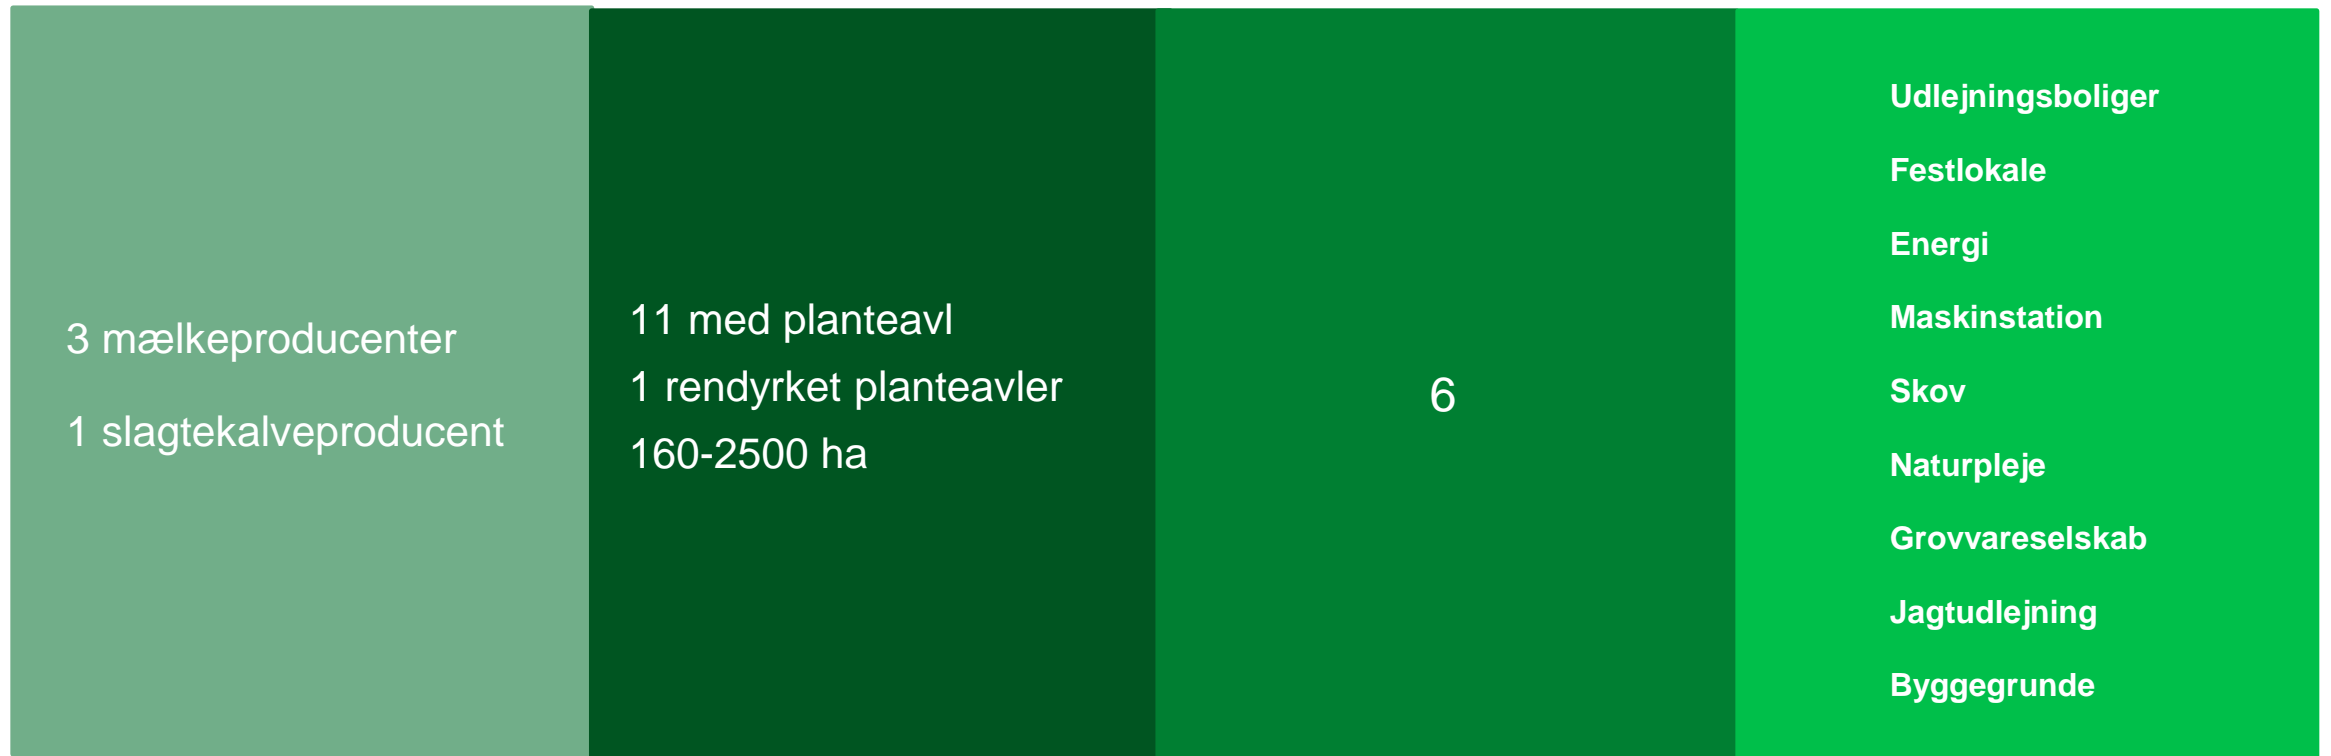 3 mælkeproducenter
1 slagtekalveproducent
11 med planteavl
1 rendyrket planteavler
160-2500 ha
6
Udlejningsboliger
Festlokale
Energi
Maskinstation
Skov
Naturpleje
Grovvareselskab
Jagtudlejning
Byggegrunde